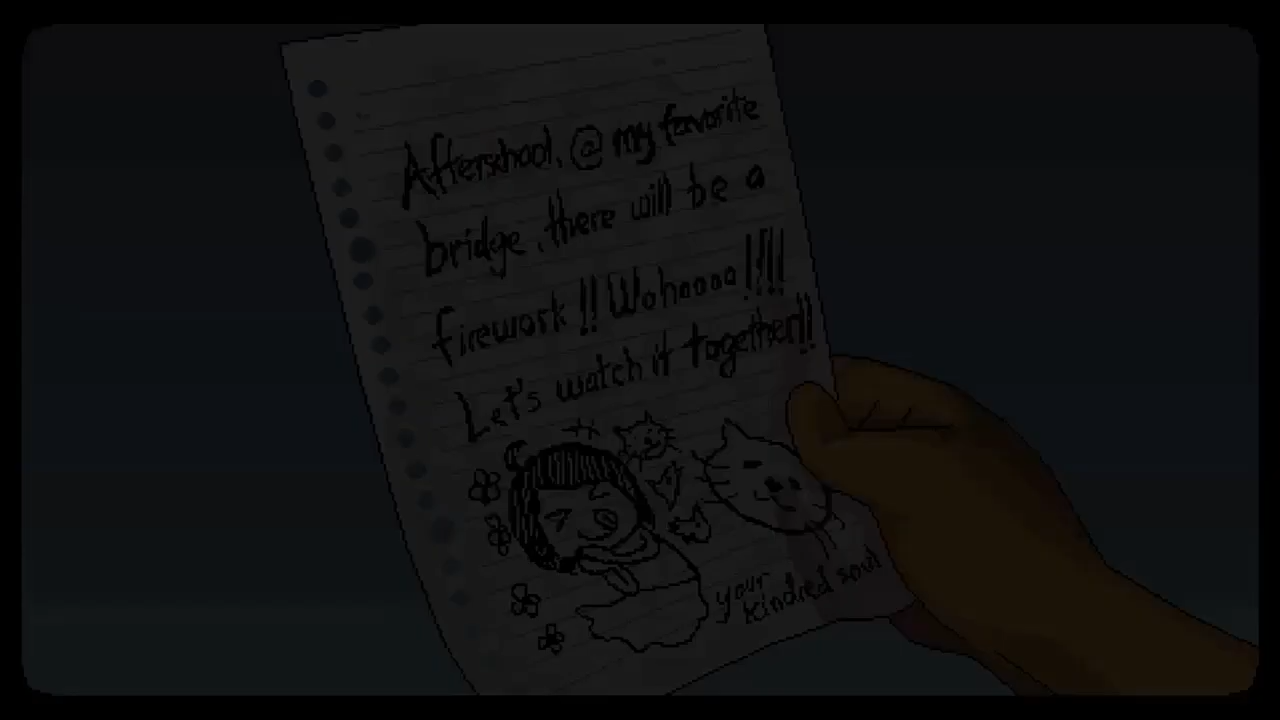 Afterschool, @ my favorite
bridge, there will be a
firework !! Wohoooo!!!!
Let's watch it together!!
your
kindred soul